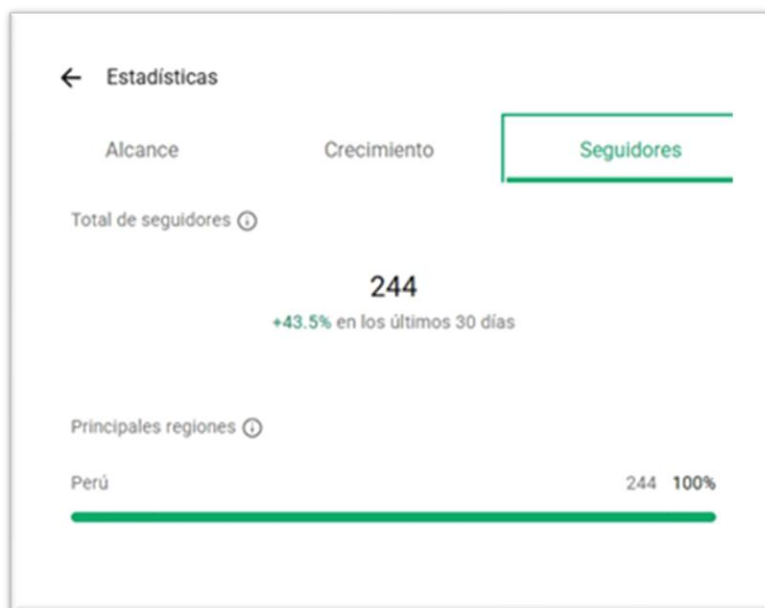 Estadísticas
Alcance Crecimiento Seguidores
Total de seguidores
244
+43.5% en los últimos 30 días
Principales regiones
Perú 244 100%